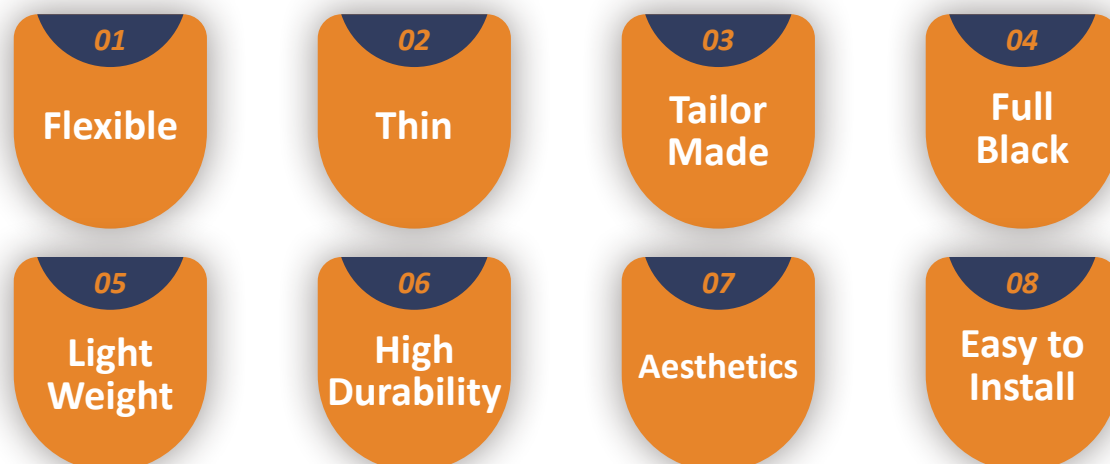 01
Flexible
02
Thin
03
Tailor
Made
04
Full
Black
05
Light
Weight
06
High
Durability
07
Aesthetics
08
Easy to
Install